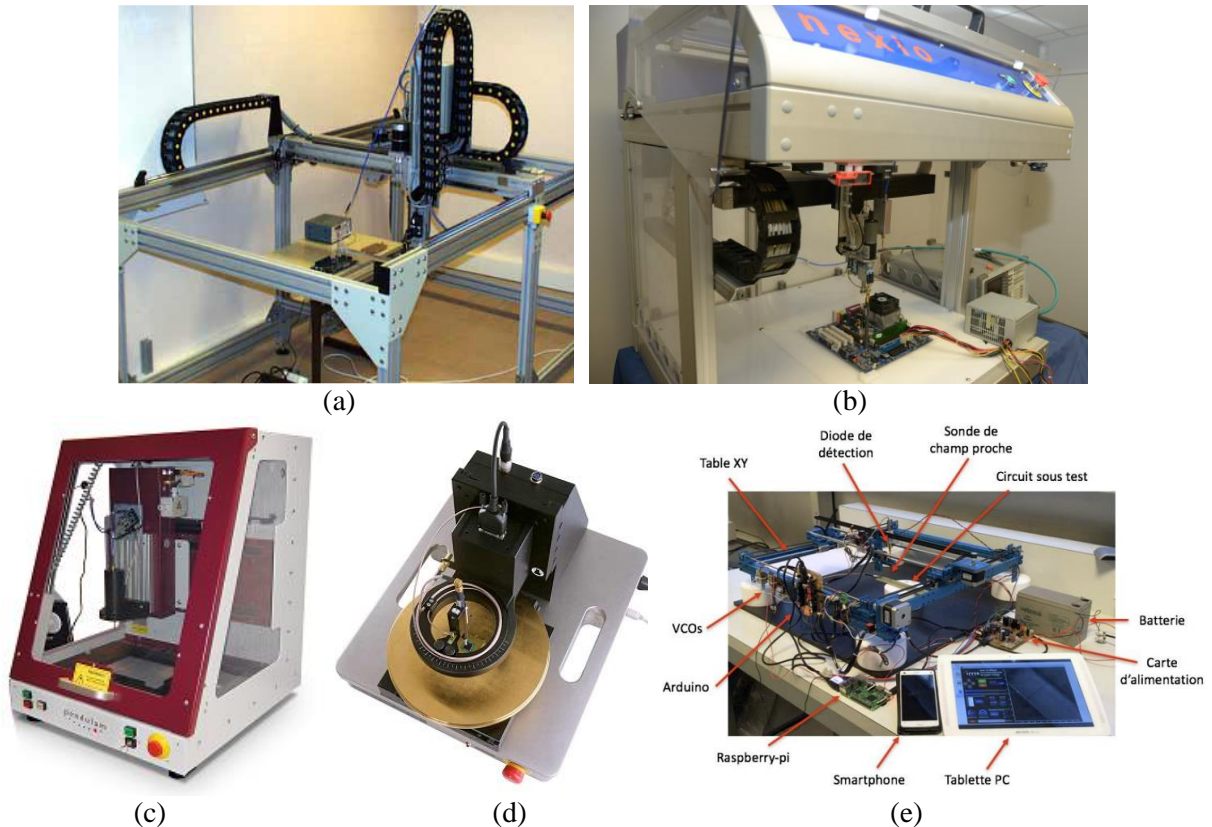 nexio
(a)
(b)
Diode de
détection
Sonde de
champ proche
Table XY
Circuit sous test
VCOs
Batterie
Arduino
Carte
d'alimentation
Raspberry-pi
Smartphone
Tablette PC
pendulum
(c)
(d)
(e)